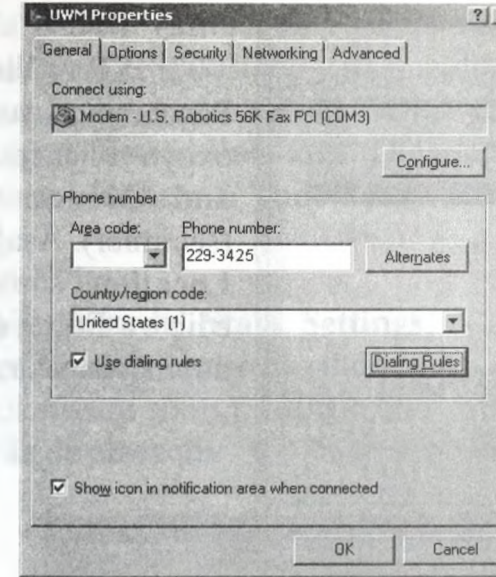 UWM Properties ?
General Options Security Networking Advanced
Connect using:
Modem - U.S. Robotics 56K Fax PCI (COM3)
Configure...
Phone number
Area code: Phone number:
229-3425 Alternates
Country/region code:
United States (1)
Use dialing rules Dialing Rules
Show icon in notification area when connected
OK Cancel